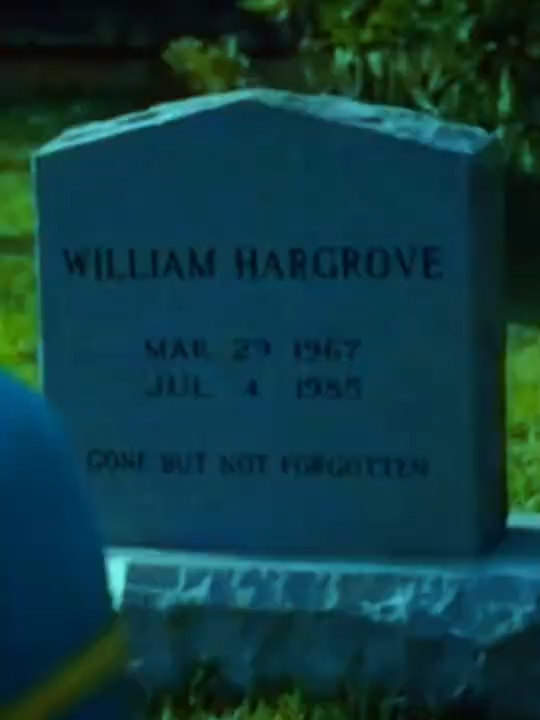 WILLIAM HARGROVE
MAR 29 1967
JUL 4 1985
GONE BUT NOT FORGOTTEN